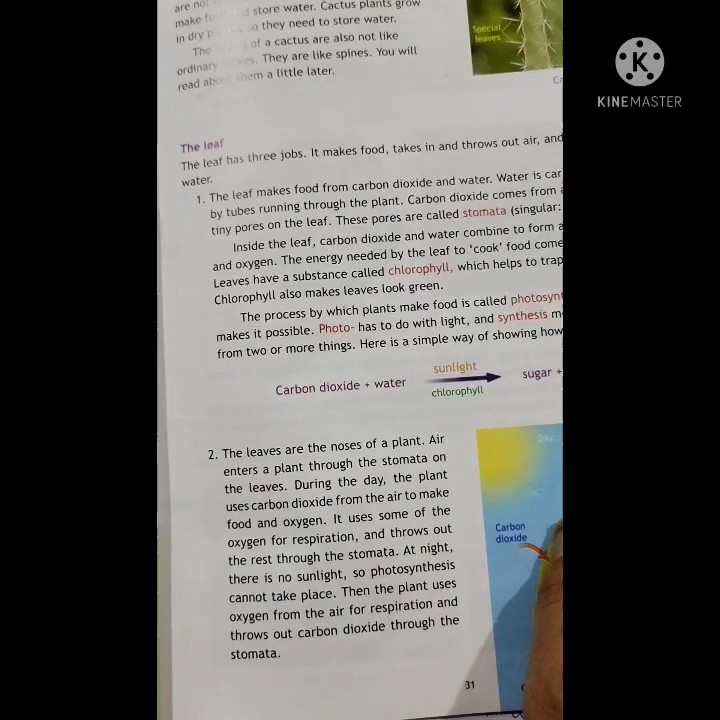 are not
make fo store water. Cactus plants grow
in dry p so they need to store water.
The of a cactus are also not like
ordinary They are like spines. You will
read about them a little later.
Special
leaves
Ca
K
KINEMASTER
The leaf
The leaf has three jobs. It makes food, takes in and throws out air, and
water.
1. The leaf makes food from carbon dioxide and water. Water is car
by tubes running through the plant. Carbon dioxide comes from a
tiny pores on the leaf. These pores are called stomata (singular:
Inside the leaf, carbon dioxide and water combine to form a
and oxygen. The energy needed by the leaf to ‘cook’ food come
Leaves have a substance called chlorophyll, which helps to trap
Chlorophyll also makes leaves look green.
The process by which plants make food is called photosynt
makes it possible. Photo- has to do with light, and synthesis m
from two or more things. Here is a simple way of showing how
sunlight
Carbon dioxide + water sugar +
chlorophyll
2. The leaves are the noses of a plant. Air
enters a plant through the stomata on
the leaves. During the day, the plant
uses carbon dioxide from the air to make
food and oxygen. It uses some of the
oxygen for respiration, and throws out
the rest through the stomata. At night,
there is no sunlight, so photosynthesis
cannot take place. Then the plant uses
oxygen from the air for respiration and
throws out carbon dioxide through the
stomata.
Day:
Carbon
dioxide
31